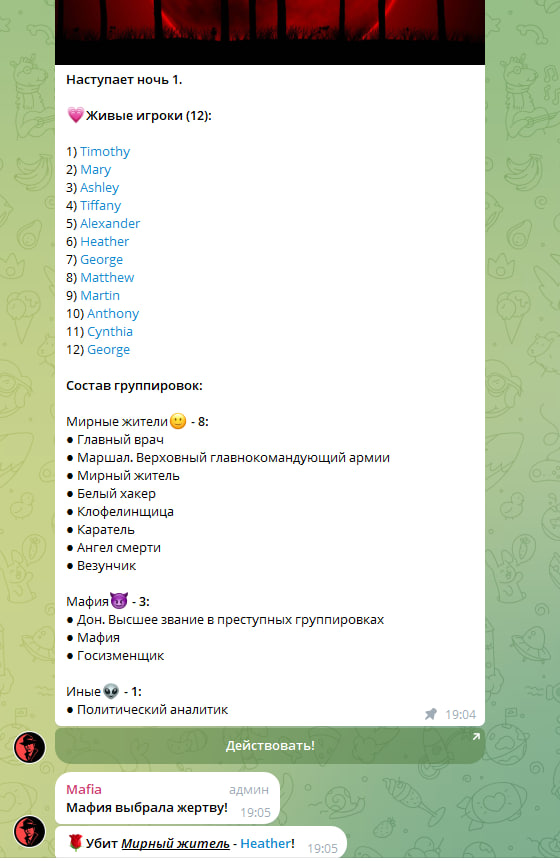 Наступает ночь 1.
💗Живые игроки (12):
1) Timothy
2) Mary
3) Ashley
4) Tiffany
5) Alexander
6) Heather
7) George
8) Matthew
9) Martin
10) Anthony
11) Cynthia
12) George
Состав группировок:
Мирные жители🙂 - 8:
● Главный врач
● Маршал. Верховный главнокомандующий армии
● Мирный житель
● Белый хакер
● Клофелинщица
● Каратель
● Ангел смерти
● Везунчик
Мафия😈 - 3:
● Дон. Высшее звание в преступных группировках
● Мафия
● Госизменщик
Иные👽 - 1:
● Политический аналитик
19:04
Действовать!
Mafia админ
Мафия выбрала жертву! 19:05
🌹Убит Мирный житель - Heather! 19:05